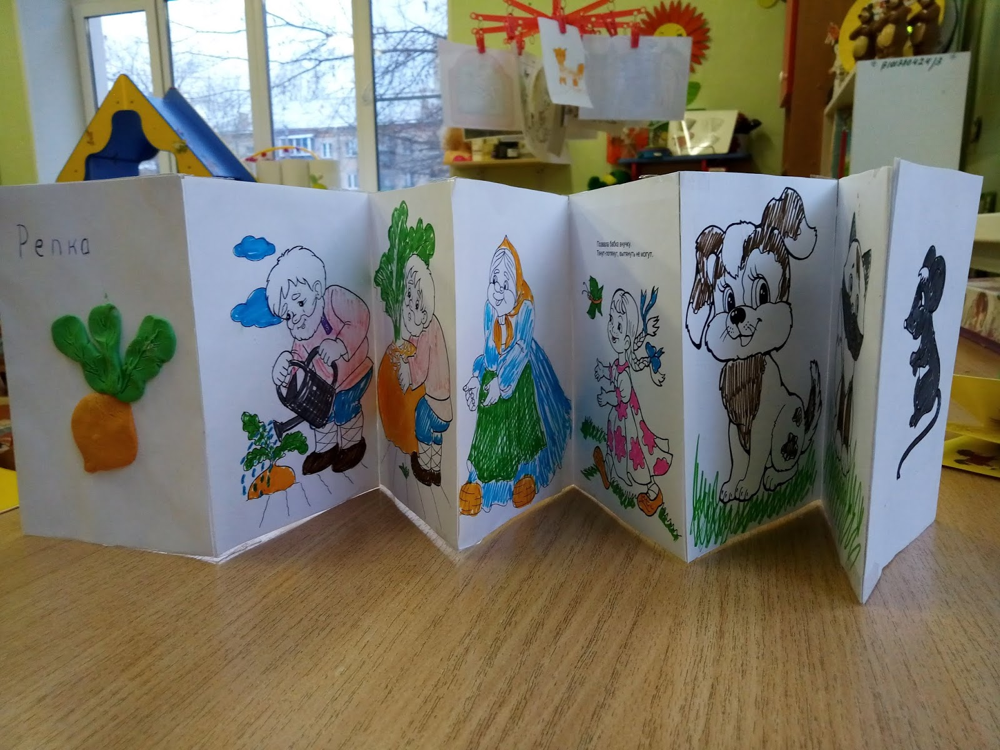 Репка
Позвала бабка внучку.
Тянут-потянут, вытянуть не могут.